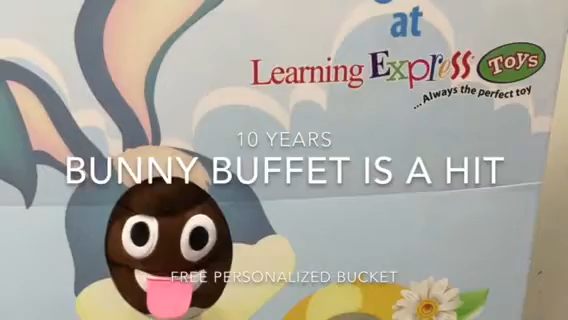 at
Learning Express Toys
...Always the perfect toy
10 YEARS
BUNNY BUFFET IS A HIT
FREE PERSONALIZED BUCKET